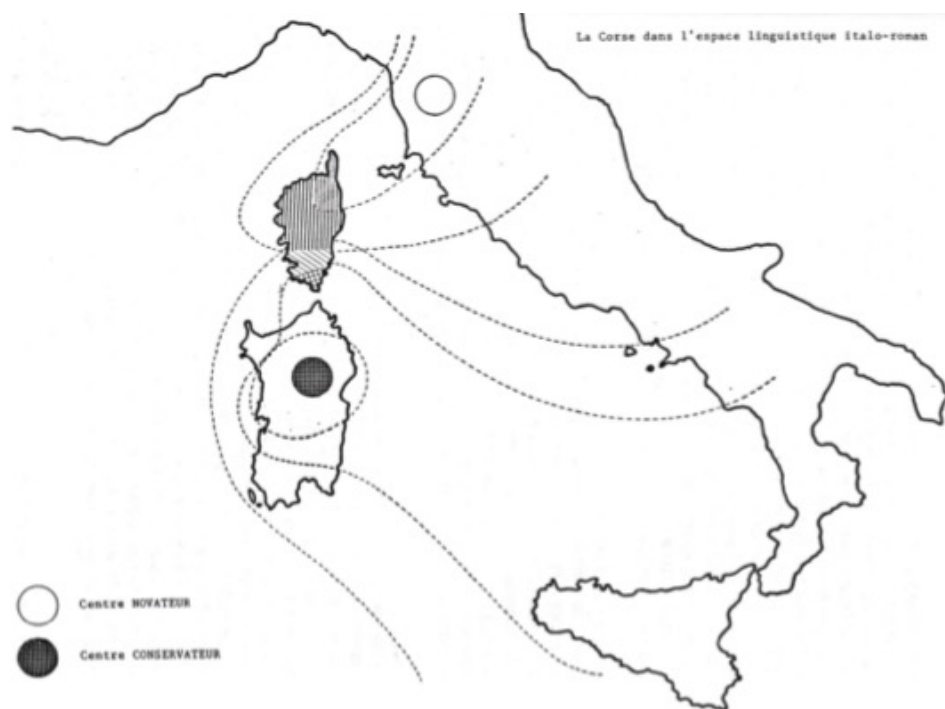 La Corse dans l'espace linguistique italo-roman
Centre NOVATEUR
Centre CONSERVATEUR